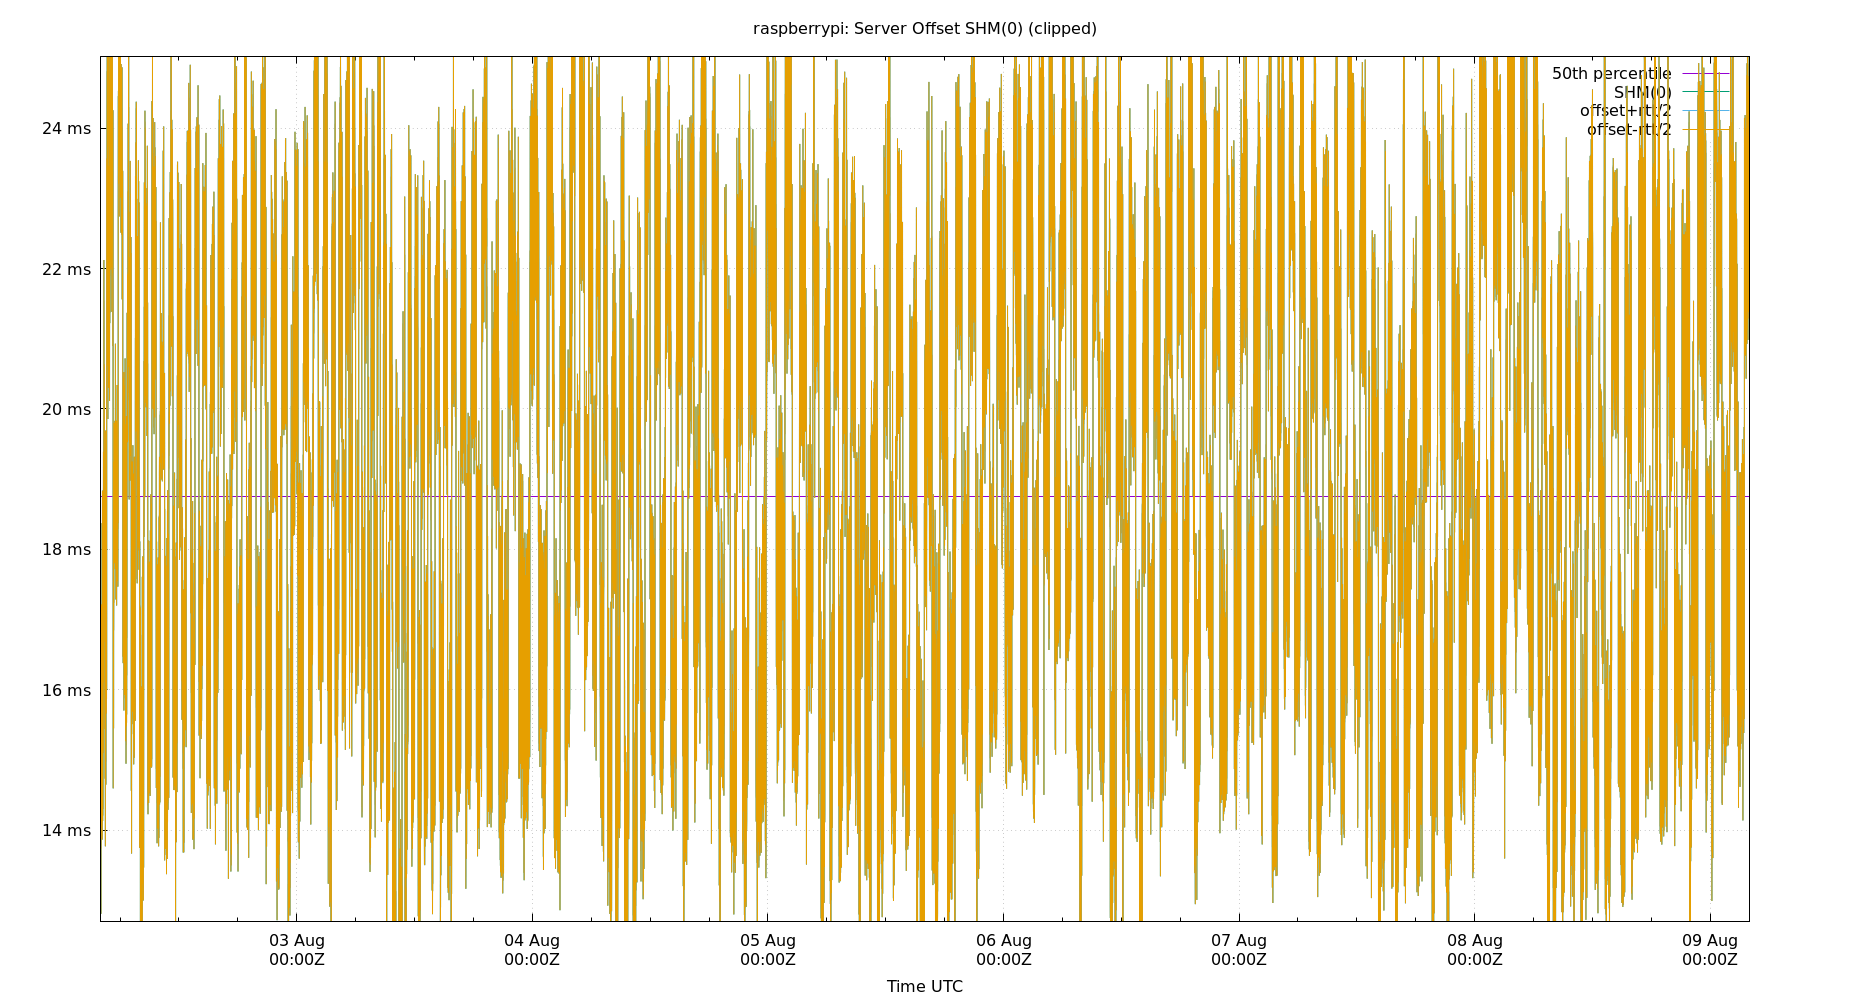 raspberrypi: Server Offset SHM(0) (clipped)
50th percentile
SHM(0)
offset+rtt/2
offset-rtt/2
24 ms
22 ms
20 ms
18 ms
16 ms
14 ms
03 Aug 04 Aug 05 Aug 06 Aug 07 Aug 08 Aug 09 Aug
00:00Z 00:00Z 00:00Z 00:00Z 00:00Z 00:00Z 00:00Z
Time UTC